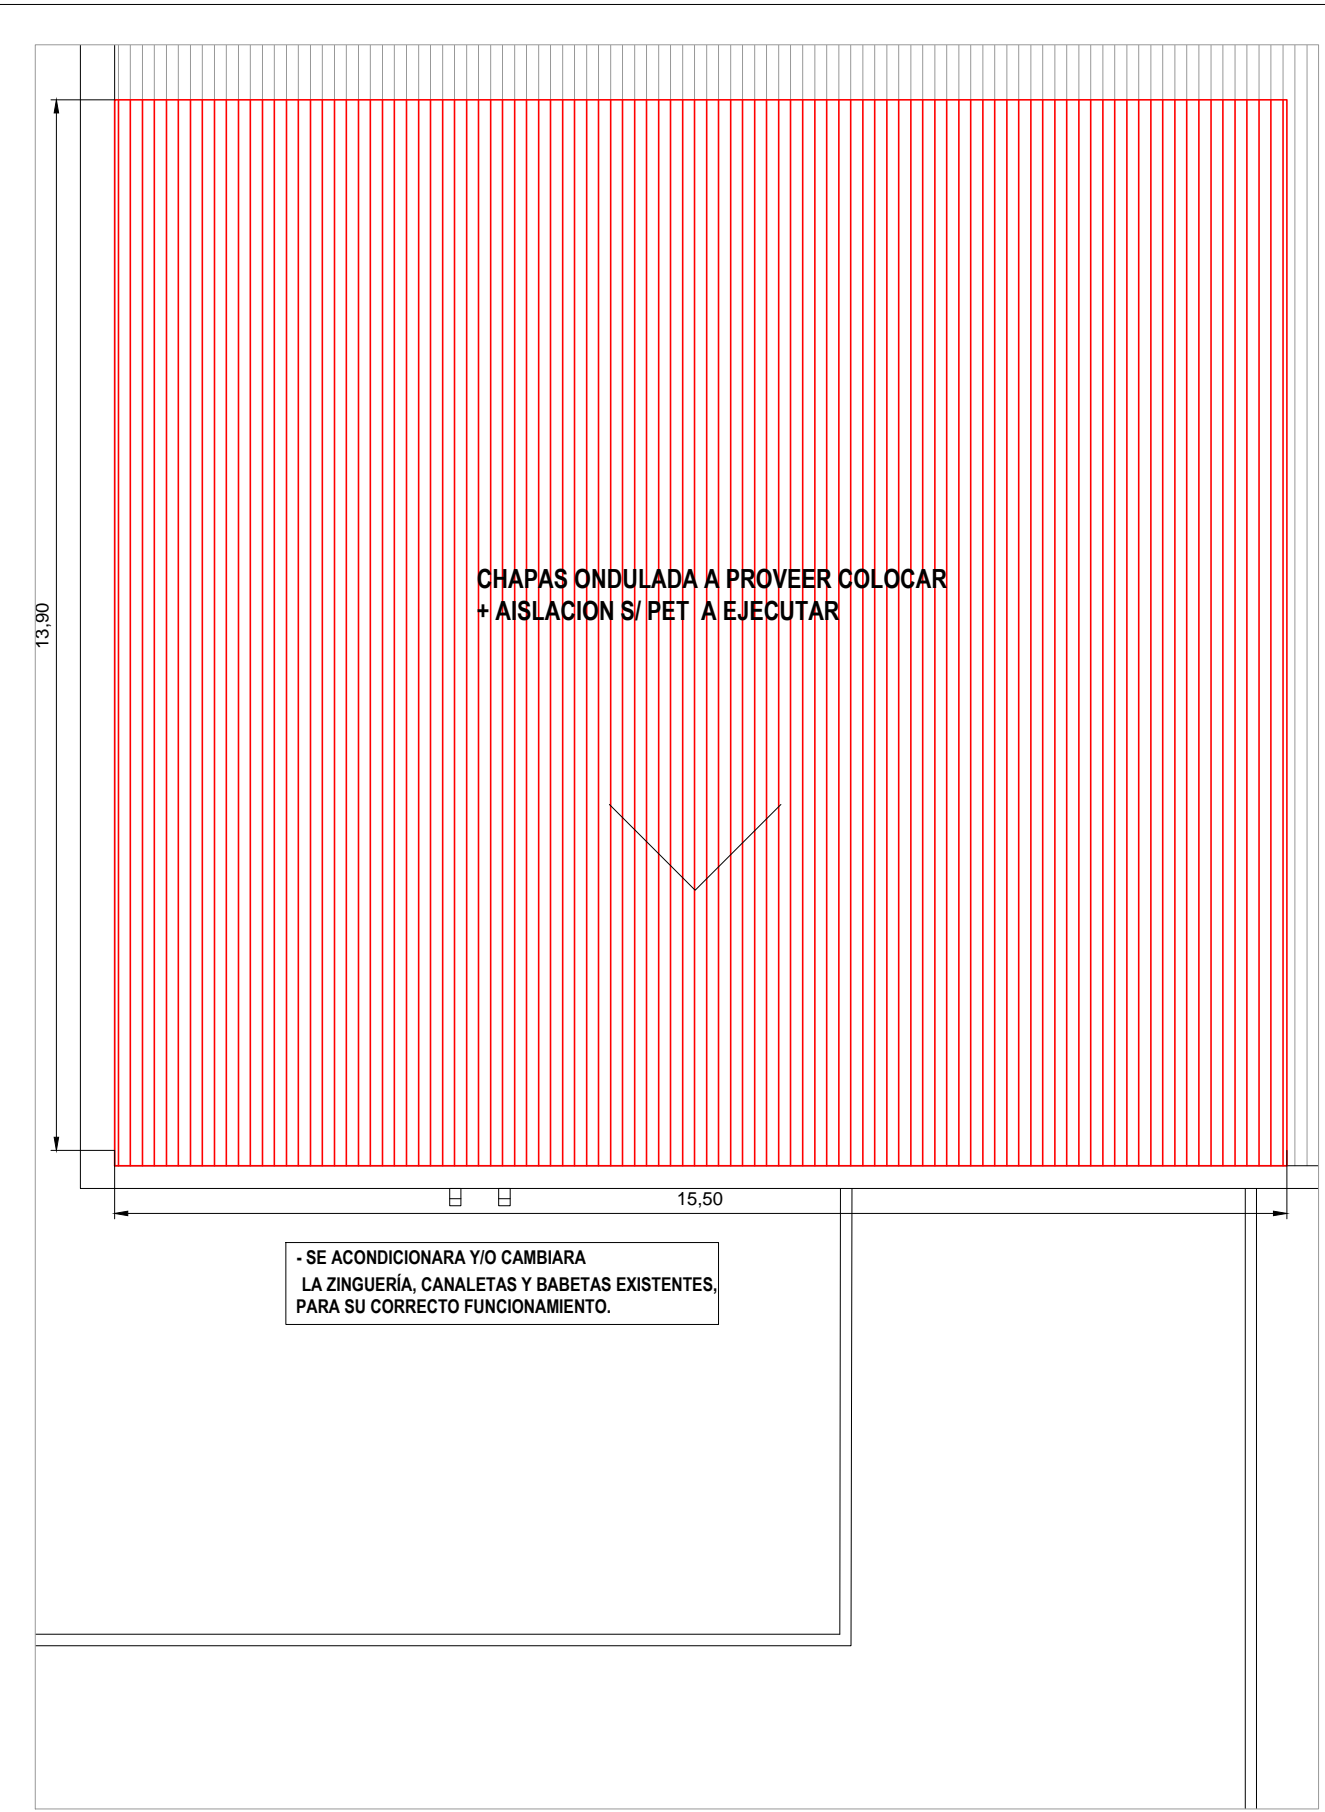 CHAPAS ONDULADA A PROVEER COLOCAR
+ AISLACION S/ PET A EJECUTAR
13,90
15,50
- SE ACONDICIONARA Y/O CAMBIARA
LA ZINGUERÍA, CANALETAS Y BABETAS EXISTENTES,
PARA SU CORRECTO FUNCIONAMIENTO.